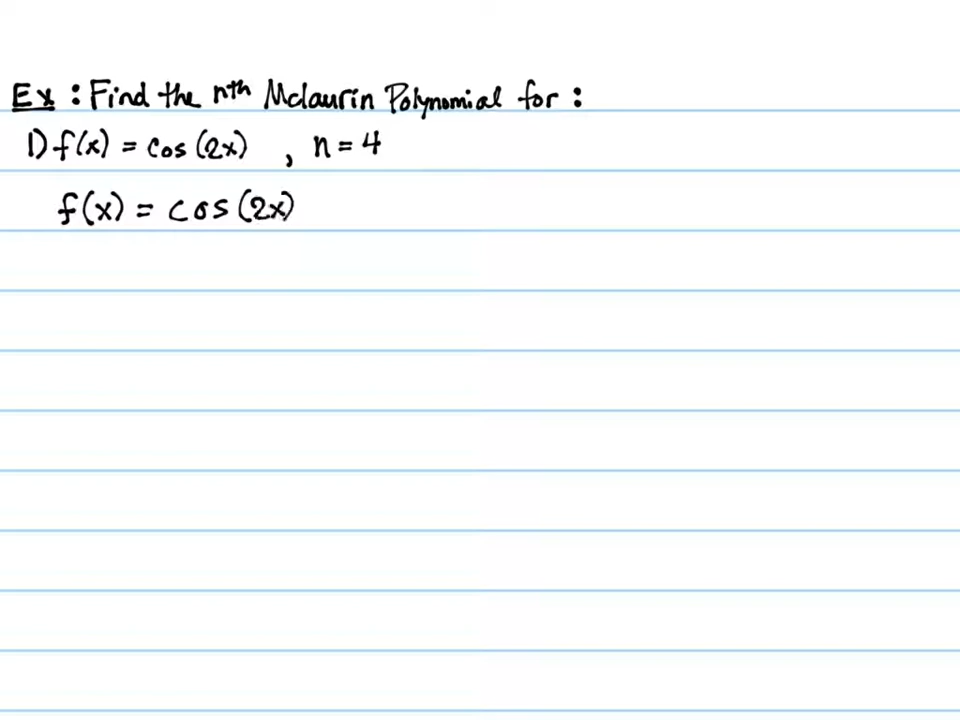 Ex : Find the nth Mclaurin Polynomial for :
1) f(x) = cos(2x) , n = 4
f(x) = cos(2x)